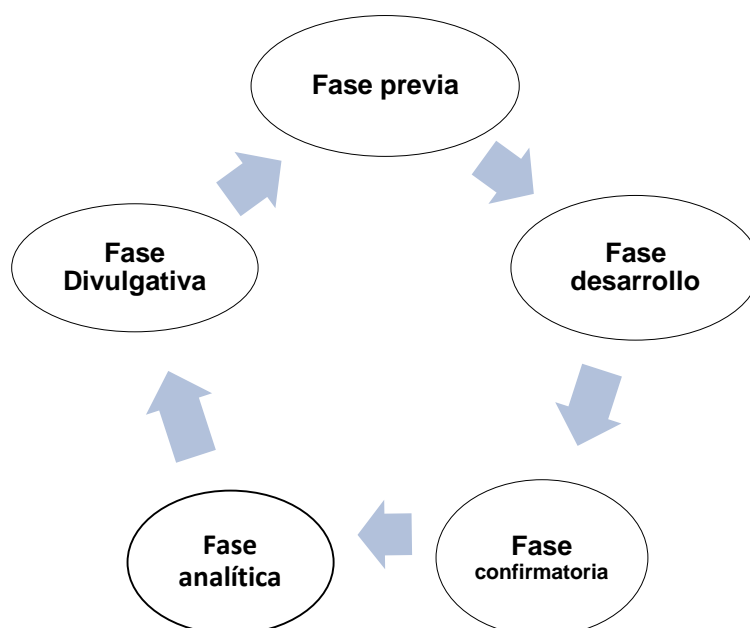 Fase previa
Fase
desarrollo
Fase
confirmatoria
Fase
analítica
Fase
Divulgativa